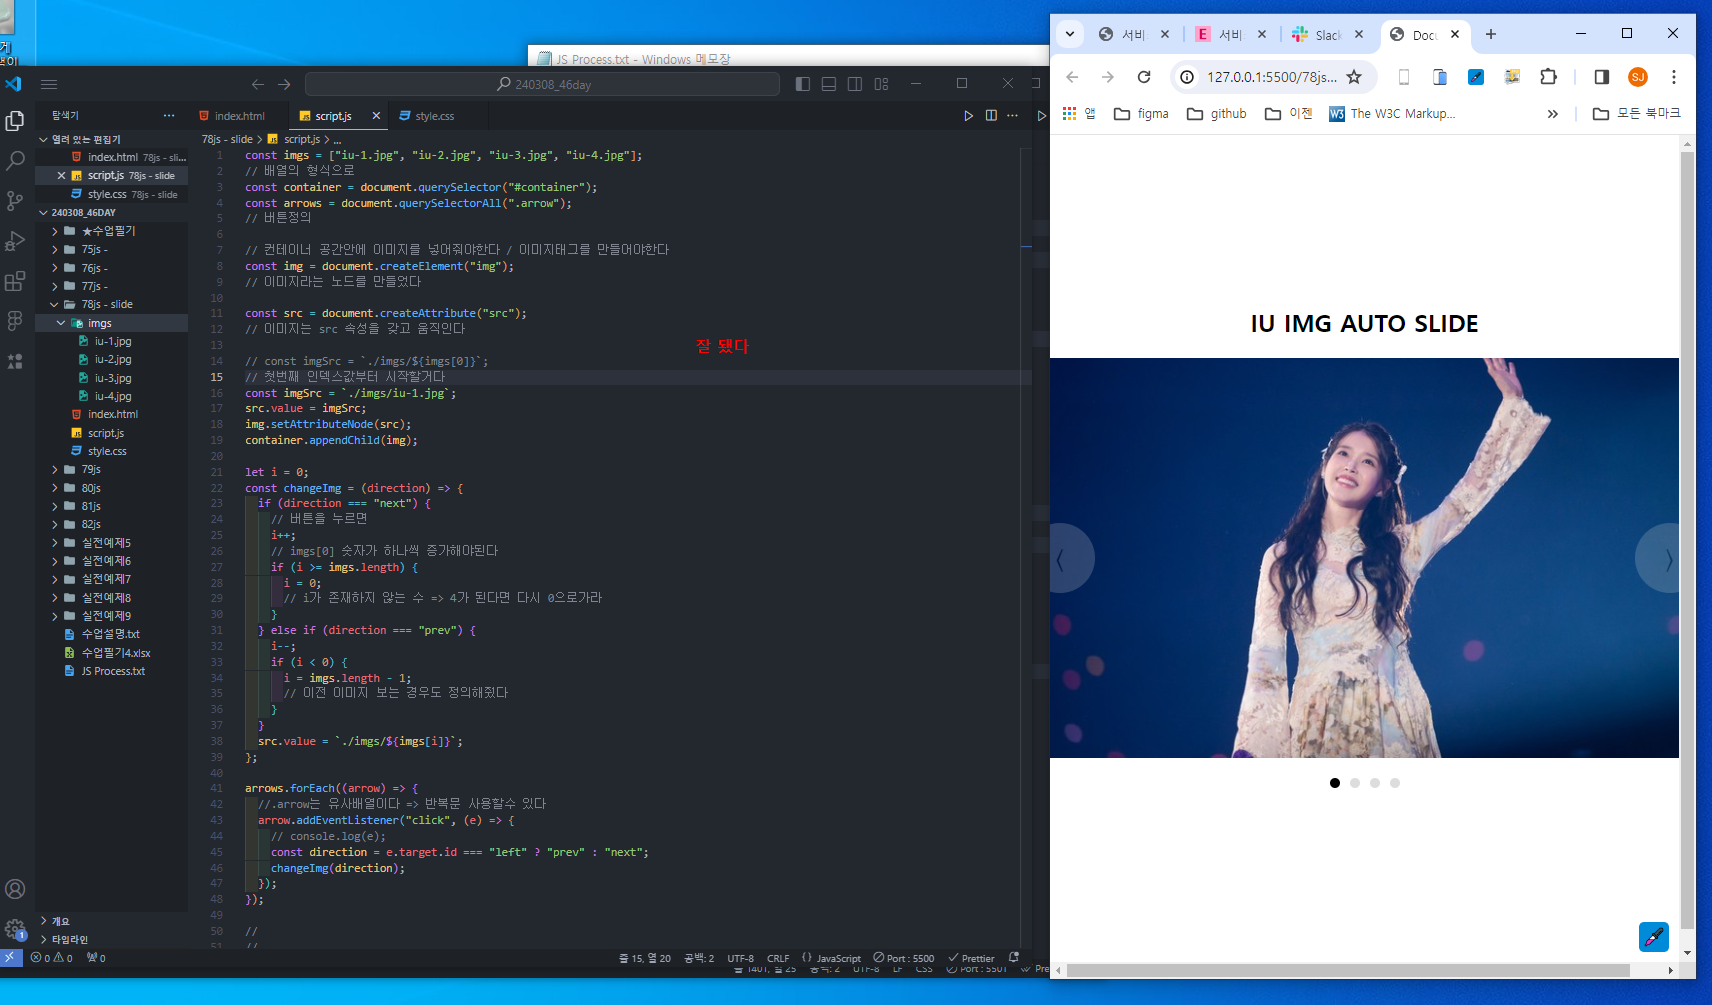 JS Process.txt - Windows 메모장
240308_46day
탐색기
index.html
script.js
style.css
열려 있는 편집기
index.html 78js - sli...
script.js 78js - slide
style.css 78js - slide
240308_46DAY
★수업필기
75js -
76js -
77js -
78js - slide
imgs
iu-1.jpg
iu-2.jpg
iu-3.jpg
iu-4.jpg
index.html
script.js
style.css
79js
80js
81js
82js
실전예제5
실전예제6
실전예제7
실전예제8
실전예제9
수업설명.txt
수업필기4.xlsx
JS Process.txt
개요
타임라인
78js - slide > script.js > ...
1 const imgs = ["iu-1.jpg", "iu-2.jpg", "iu-3.jpg", "iu-4.jpg"];
2 // 배열의 형식으로
3 const container = document.querySelector("#container");
4 const arrows = document.querySelectorAll(".arrow");
5 // 버튼정의
6
7 // 컨테이너 공간안에 이미지를 넣어줘야한다 / 이미지태그를 만들어야한다
8 const img = document.createElement("img");
9 // 이미지라는 노드를 만들었다
10
11 const src = document.createAttribute("src");
12 // 이미지는 src 속성을 갖고 움직인다
13
잘 됐다
14 // const imgSrc = `./imgs/${imgs[0]}`;
15 // 첫번째 인덱스값부터 시작할거다
16 const imgSrc = `./imgs/iu-1.jpg`;
17 src.value = imgSrc;
18 img.setAttributeNode(src);
19 container.appendChild(img);
20
21 let i = 0;
22 const changeImg = (direction) => {
23 if (direction === "next") {
24 // 버튼을 누르면
25 i++;
26 // imgs[0] 숫자가 하나씩 증가해야된다
27 if (i >= imgs.length) {
28 i = 0;
29 // i가 존재하지 않는 수 => 4가 된다면 다시 0으로가라
30 }
31 } else if (direction === "prev") {
32 i--;
33 if (i < 0) {
34 i = imgs.length - 1;
35 // 이전 이미지 보는 경우도 정의해줬다
36 }
37 }
38 src.value = `./imgs/${imgs[i]}`;
39 };
40
41 arrows.forEach((arrow) => {
42 //.arrow는 유사배열이다 => 반복문 사용할수 있다
43 arrow.addEventListener("click", (e) => {
44 // console.log(e);
45 const direction = e.target.id === "left" ? "prev" : "next";
46 changeImg(direction);
47 });
48 });
49
50 //
51 //
0 0 0
줄 15, 열 20 공백: 2 UTF-8 CRLF { } JavaScript Port : 5500 Prettier
줄 1401, 열 25 공백: 2 UTF-8 LF CSS Port : 5501 Pre
서비
E 서비
Slack
Docu
127.0.0.1:5500/78js...
SJ
앱 figma github 이젠 W3 The W3C Markup... » 모든 북마크
IU IMG AUTO SLIDE